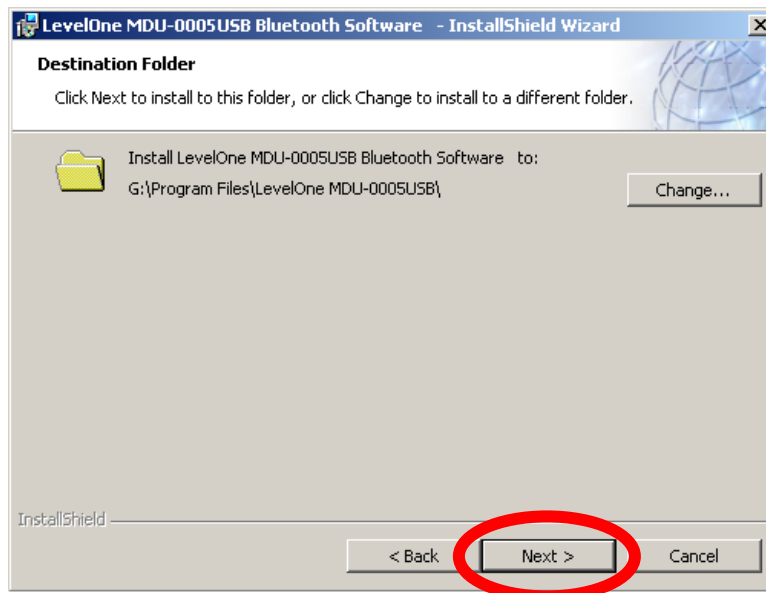 LevelOne MDU-0005USB Bluetooth Software - InstallShield Wizard
Destination Folder
Click Next to install to this folder, or click Change to install to a different folder.
Install LevelOne MDU-0005USB Bluetooth Software to:
G:\Program Files\LevelOne MDU-0005USB\
Change...
InstallShield
< Back
Next >
Cancel